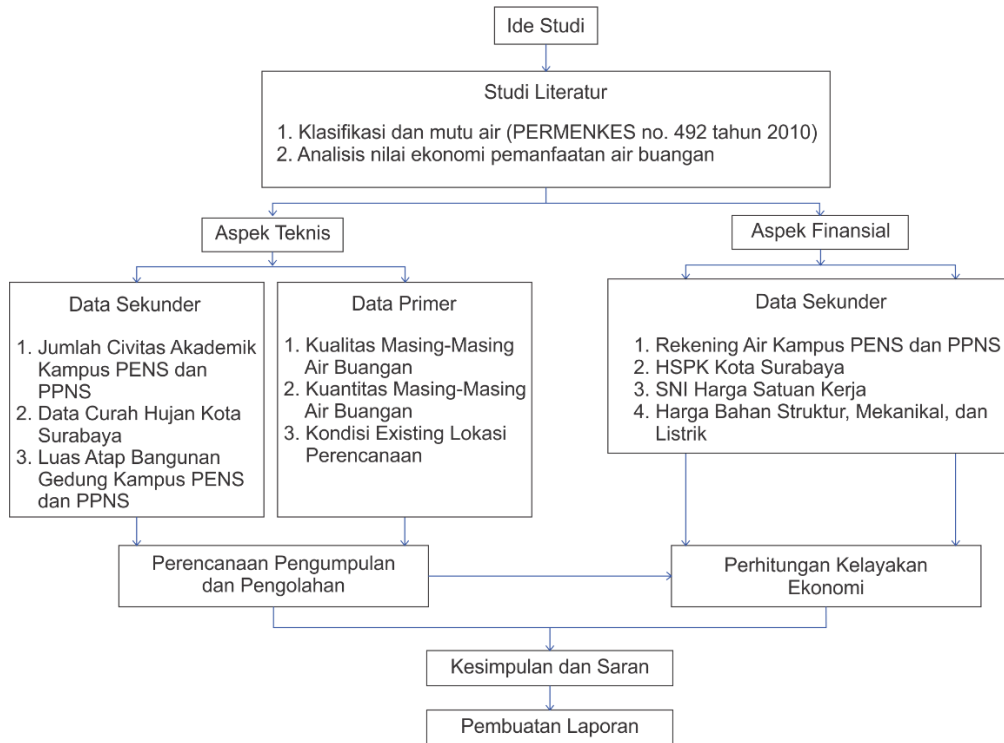 Ide Studi
Studi Literatur
1. Klasifikasi dan mutu air (PERMENKES no. 492 tahun 2010)
2. Analisis nilai ekonomi pemanfaatan air buangan
Aspek Teknis
Aspek Finansial
Data Sekunder
1. Jumlah Civitas Akademik
Kampus PENS dan
PPNS
2. Data Curah Hujan Kota
Surabaya
3. Luas Atap Bangunan
Gedung Kampus PENS
dan PPNS
Data Primer
1. Kualitas Masing-Masing
Air Buangan
2. Kuantitas Masing-Masing
Air Buangan
3. Kondisi Existing Lokasi
Perencanaan
Data Sekunder
1. Rekening Air Kampus PENS dan PPNS
2. HSPK Kota Surabaya
3. SNI Harga Satuan Kerja
4. Harga Bahan Struktur, Mekanikal, dan
Listrik
Perencanaan Pengumpulan
dan Pengolahan
Perhitungan Kelayakan
Ekonomi
Kesimpulan dan Saran
Pembuatan Laporan